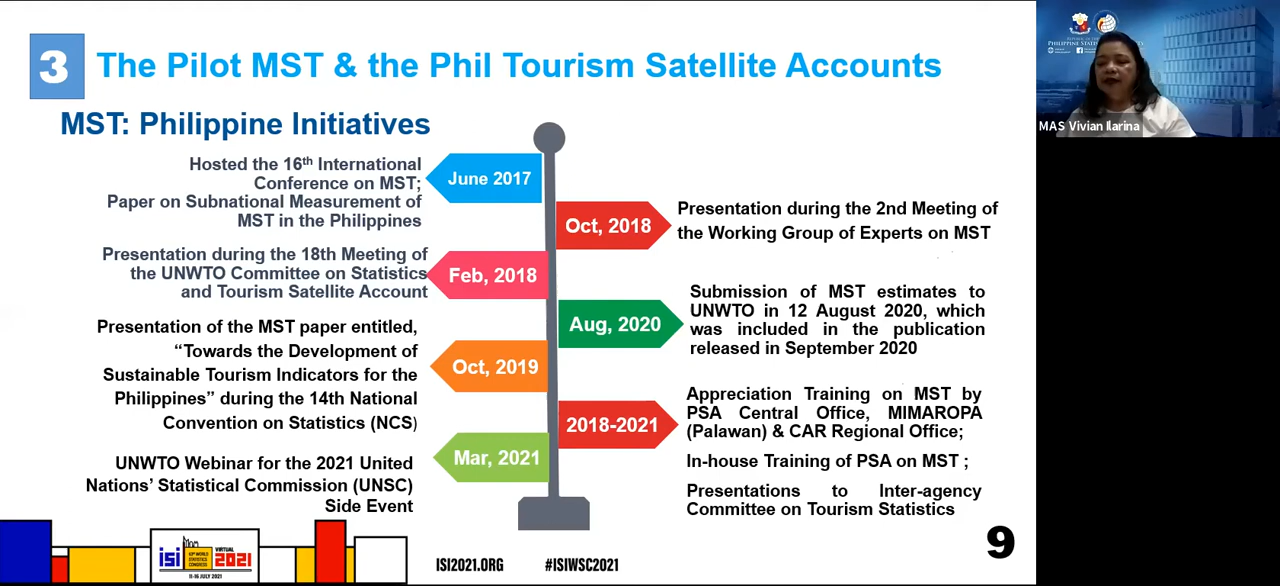 3
The Pilot MST & the Phil Tourism Satellite Accounts
MST: Philippine Initiatives
Hosted the 16th International
Conference on MST;
Paper on Subnational Measurement of
MST in the Philippines
June 2017
Oct, 2018
Presentation during the 2nd Meeting of
the Working Group of Experts on MST
Presentation during the 18th Meeting of
the UNWTO Committee on Statistics
and Tourism Satellite Account
Feb, 2018
Aug, 2020
Submission of MST estimates to
UNWTO in 12 August 2020, which
was included in the publication
released in September 2020
Presentation of the MST paper entitled,
“Towards the Development of
Sustainable Tourism Indicators for the
Philippines” during the 14th National
Convention on Statistics (NCS)
Oct, 2019
2018-2021
Appreciation Training on MST by
PSA Central Office, MIMAROPA
(Palawan) & CAR Regional Office;
In-house Training of PSA on MST ;
Presentations to Inter-agency
Committee on Tourism Statistics
UNWTO Webinar for the 2021 United
Nations’ Statistical Commission (UNSC)
Side Event
Mar, 2021
isi
63rd WORLD
STATISTICS
CONGRESS
VIRTUAL
2021
11-16 JULY 2021
ISI2021.ORG
#ISIWSC2021
9
MAS Vivian Ilarina